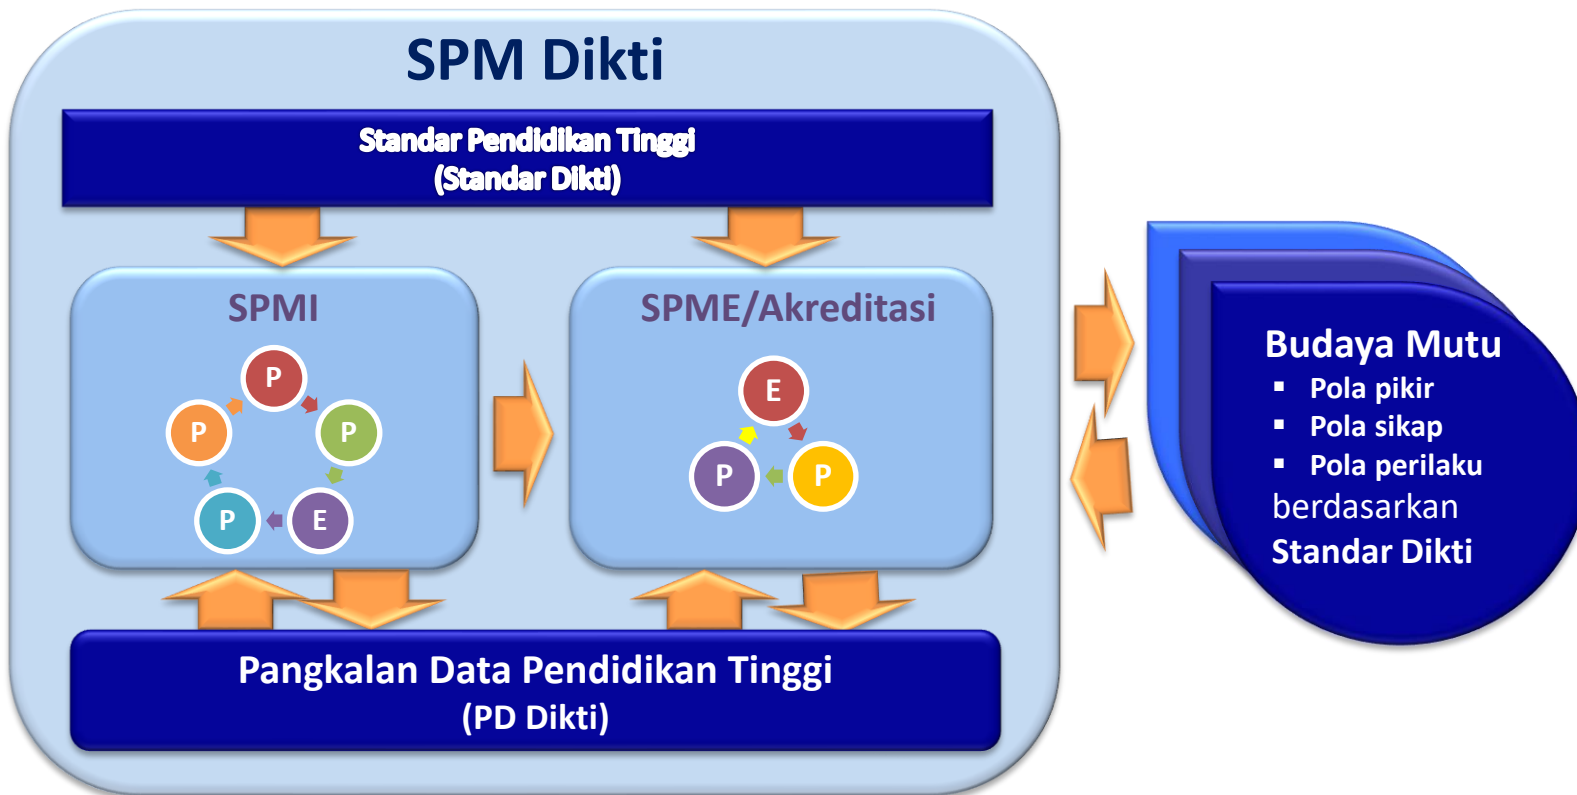 SPM Dikti
Standar Pendidikan Tinggi
(Standar Dikti)
SPMI
P
P
E
P
P
SPME/Akreditasi
E
P
P
Pangkalan Data Pendidikan Tinggi
(PD Dikti)
Budaya Mutu
▪ Pola pikir
▪ Pola sikap
▪ Pola perilaku
berdasarkan
Standar Dikti